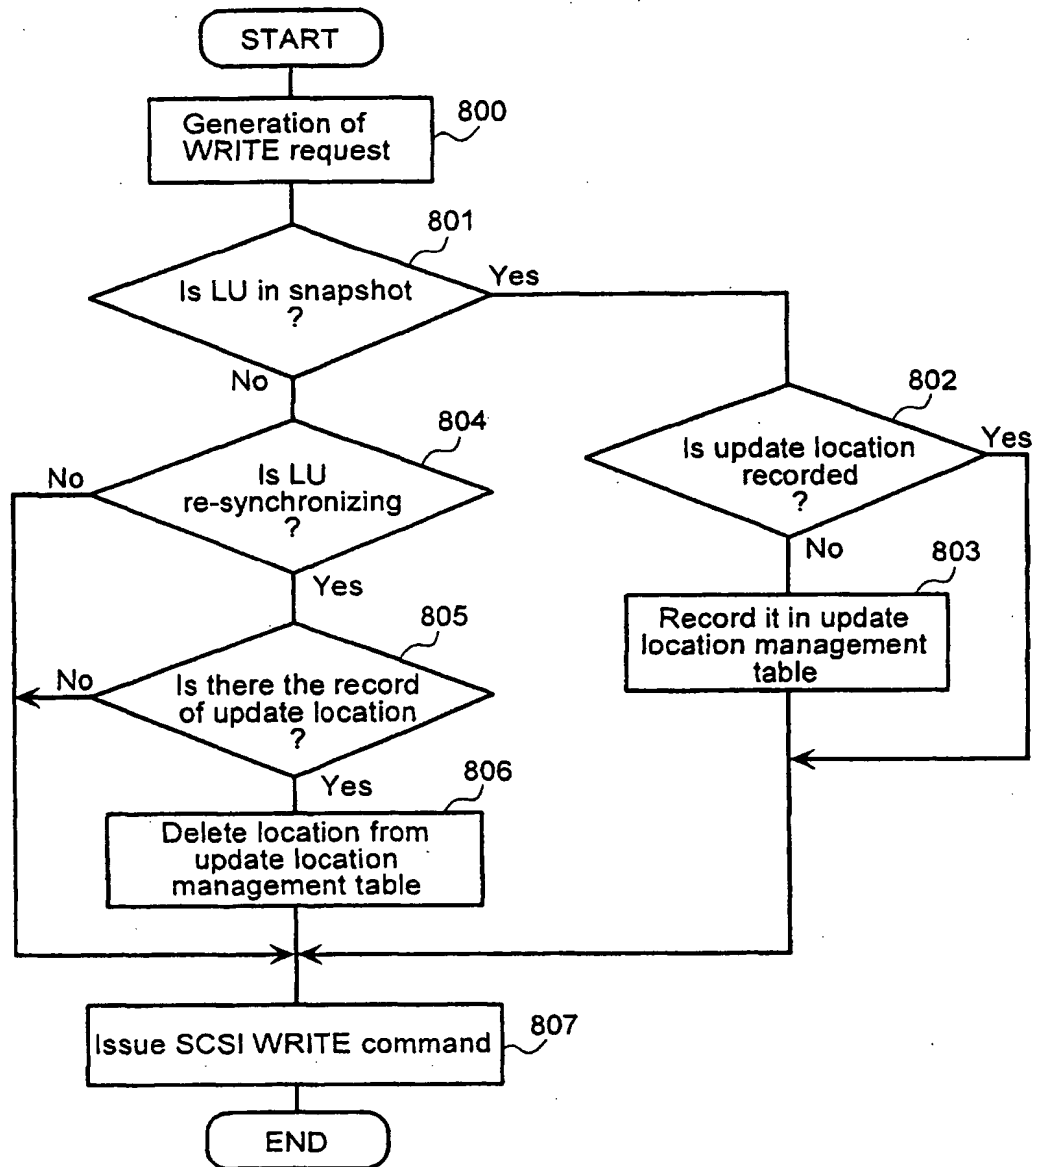 START
Generation of
WRITE request
800
801
Is LU in snapshot
?
Yes
No
802
Is update location
recorded
?
Yes
No
804
Is LU
re-synchronizing
?
No
Yes
803
Record it in update
location management
table
805
Is there the record
of update location
?
No
Yes
806
Delete location from
update location
management table
Issue SCSI WRITE command
807
END